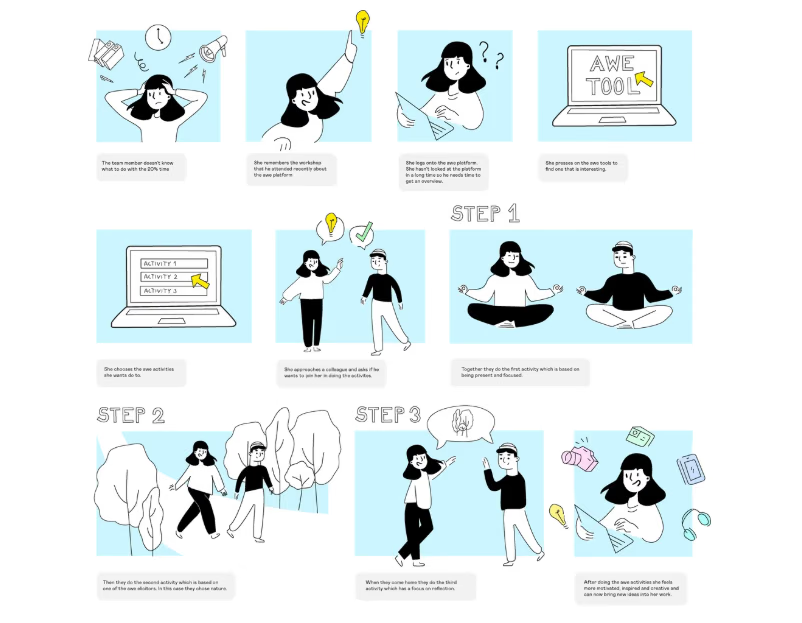 The team member doesn't know
what to do with the 20% time
She remembers the workshop
that he attended recently about
the awe platform
? ?
She logs onto the awe platform.
She hasn't looked at the platform
in a long time so he needs time to
get an overview.
AWE
TOOL
She presses on the awe tools to
find one that is interesting.
ACTIVITY 1
ACTIVITY 2
ACTIVITY 3
She chooses the awe activities
she wants do to.
She approaches a colleague and asks if he
wants to join her in doing the activites.
STEP 1
Together they do the first activity which is based on
being present and focused.
STEP 2
Then they do the second activity which is based on
one of the awe elicitors, in this case they chose nature.
STEP 3
When they come home they do the third
activity which has a focus on reflection.
After doing the awe activities she feels
more motivated, inspired and creative and
can now bring new ideas into her work.